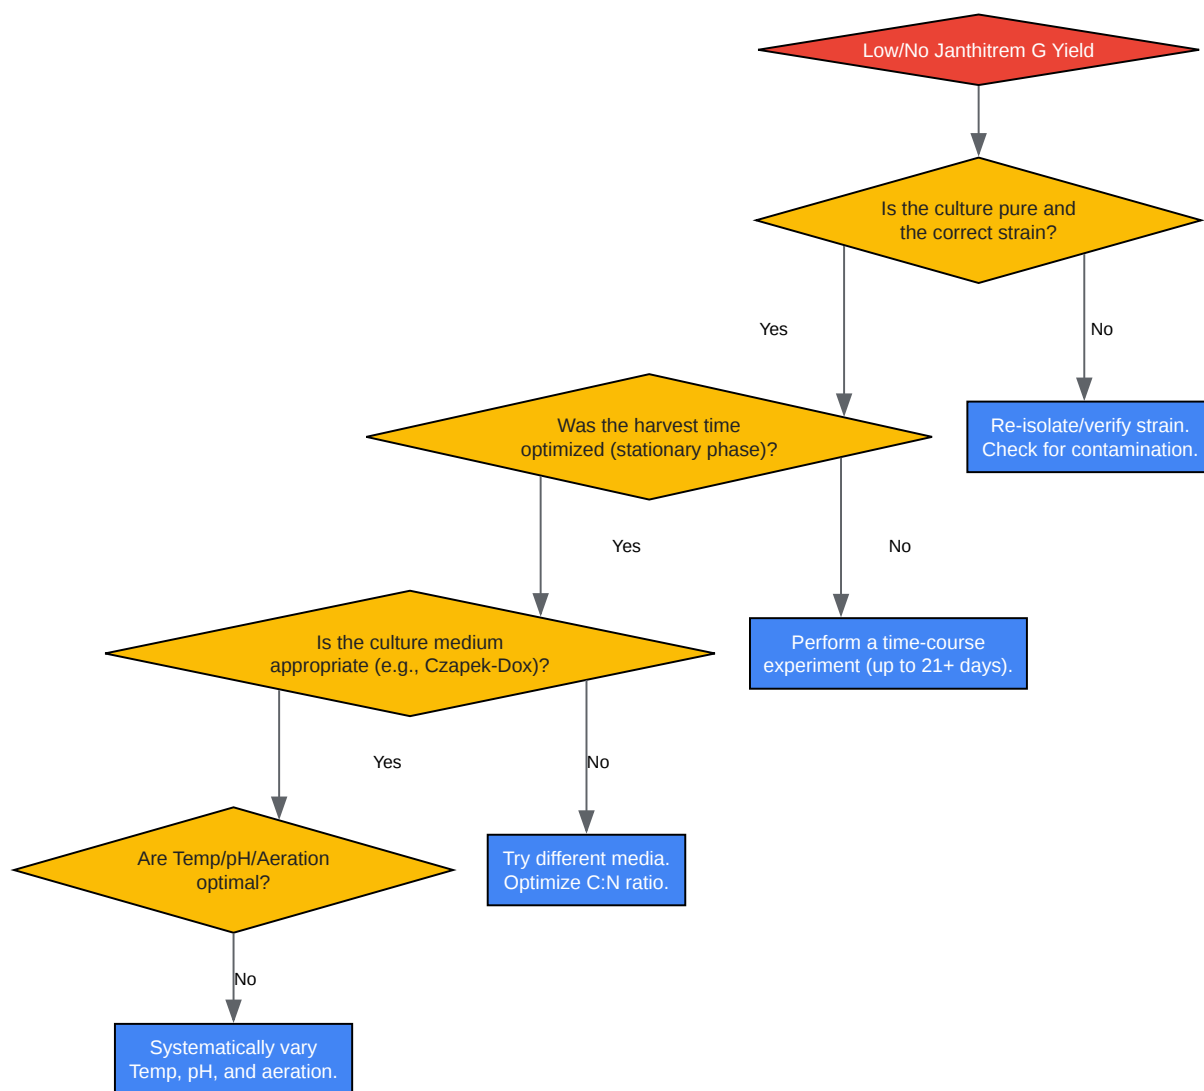 Low/No Janthitrem G Yield
Is the culture pure and
the correct strain?
Yes
No
Re-isolate/verify strain.
Check for contamination.
Was the harvest time
optimized (stationary phase)?
Yes
No
Perform a time-course
experiment (up to 21+ days).
Is the culture medium
appropriate (e.g., Czapek-Dox)?
Yes
No
Try different media.
Optimize C:N ratio.
Are Temp/pH/Aeration
optimal?
No
Systematically vary
Temp, pH, and aeration.